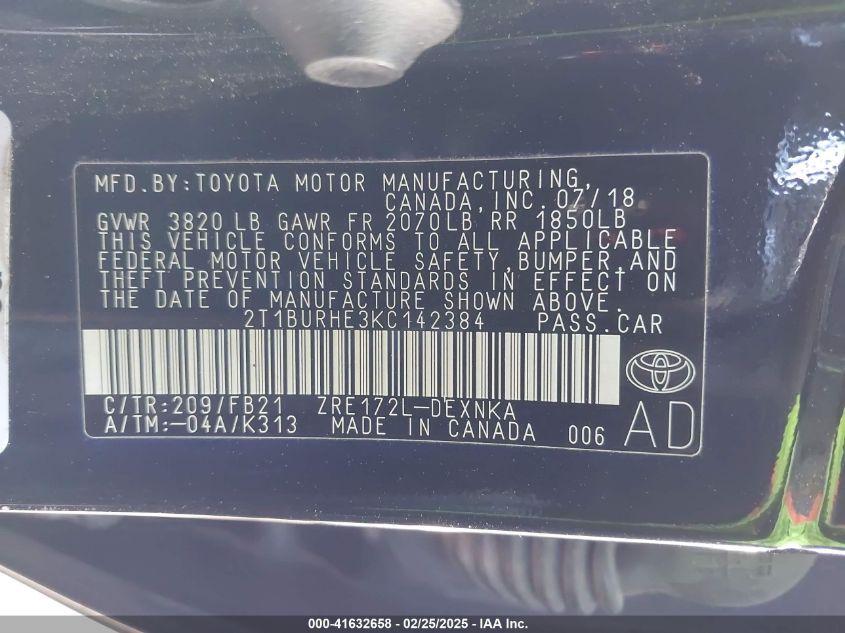 MFD.BY:TOYOTA MOTOR MANUFACTURING,
CANADA,INC.07/18
GVWR 3820 LB GAWR FR 2070LB RR 1850LB
THIS VEHICLE CONFORMS TO ALL APPLICABLE
FEDERAL MOTOR VEHICLE SAFETY,BUMPER,AND
THEFT PREVENTION STANDARDS IN EFFECT ON
THE DATE OF MANUFACTURE SHOWN ABOVE.
2T1BURHE3KC142384 PASS.CAR
C/TR:209/FB21 ZRE172L-DEXNKA
A/TM:-04A/K313 MADE IN CANADA 006 AD
000-41632658 - 02/25/2025 - IAA Inc.